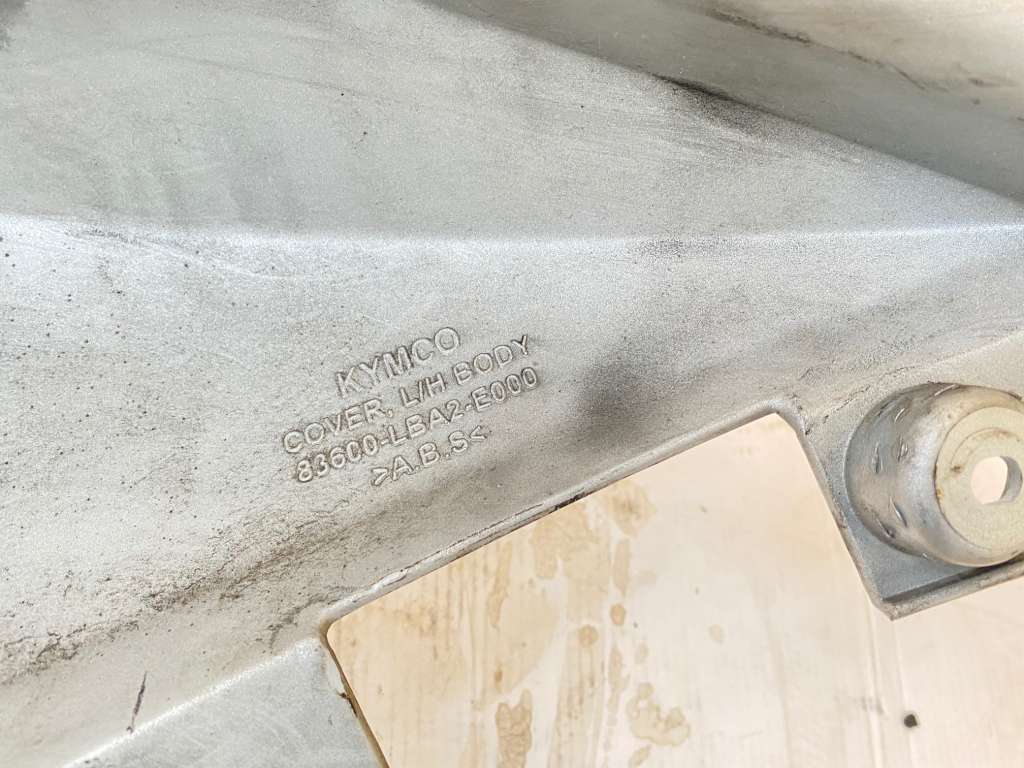 KYMCO
COVER, L/H BODY
83600-LBA2-E000
>A.B.S<